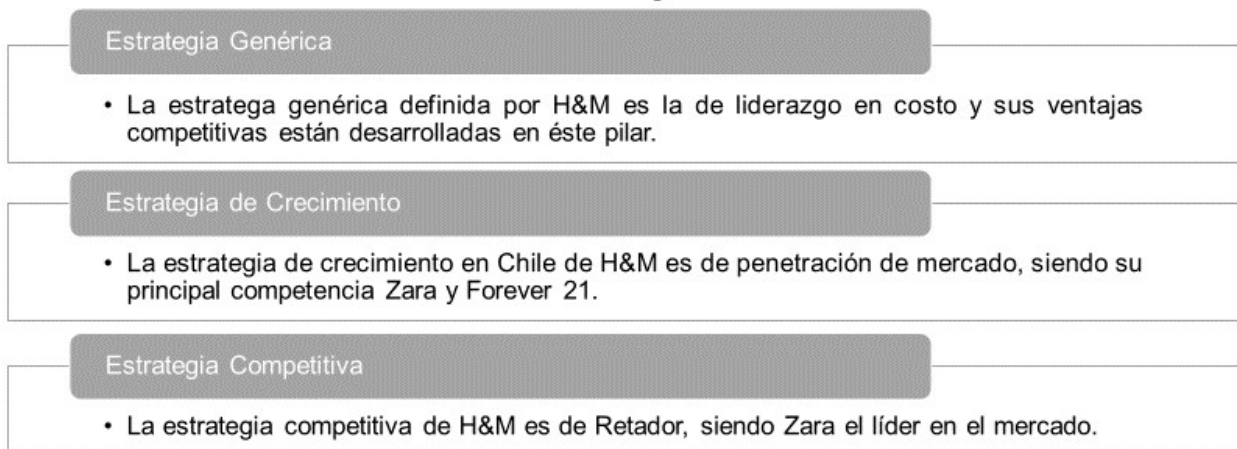 Estrategia Genérica
• La estratega genérica definida por H&M es la de liderazgo en costo y sus ventajas
competitivas están desarrolladas en éste pilar.
Estrategia de Crecimiento
• La estrategia de crecimiento en Chile de H&M es de penetración de mercado, siendo su
principal competencia Zara y Forever 21.
Estrategia Competitiva
• La estrategia competitiva de H&M es de Retador, siendo Zara el líder en el mercado.